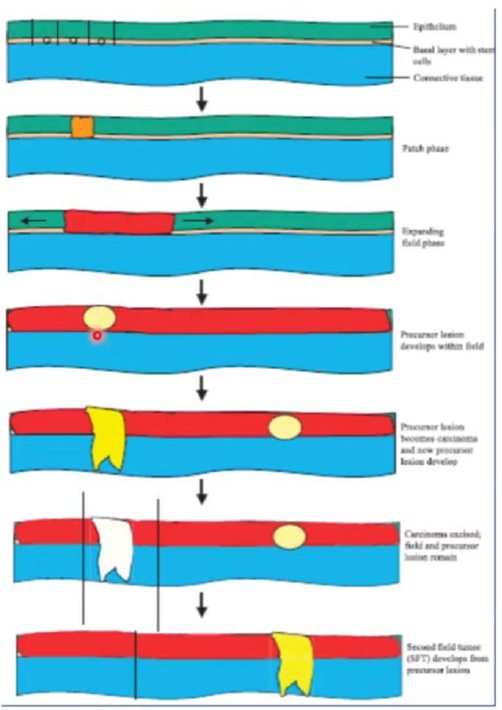 Epithelium
Basal layer with stem
cells
Connective tissue
Patch phase
Expanding
field phase
Precursor lesion
develops within field
Precursor lesion
becomes carcinoma
and new precursor
lesion develop
Carcinoma excised;
field and precursor
lesion remain
Second field tumor
(SFT) develops from
precursor lesion